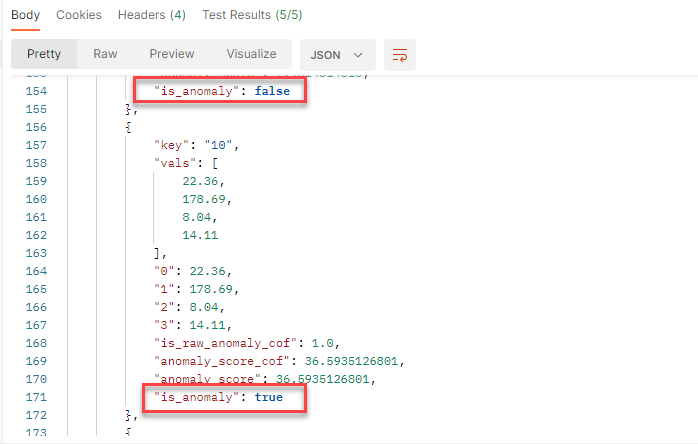 Body Cookies Headers (4) Test Results (5/5)
Pretty Raw Preview Visualize JSON
154 "is_anomaly": false
155 },
156 {
157 "key": "10",
158 "vals": [
159 22.36,
160 178.69,
161 8.04,
162 14.11
163 ],
164 "0": 22.36,
165 "1": 178.69,
166 "2": 8.04,
167 "3": 14.11,
168 "is_raw_anomaly_cof": 1.0,
169 "anomaly_score_cof": 36.5935126801,
170 "anomaly_score": 36.5935126801,
171 "is_anomaly": true
172 },
173 {